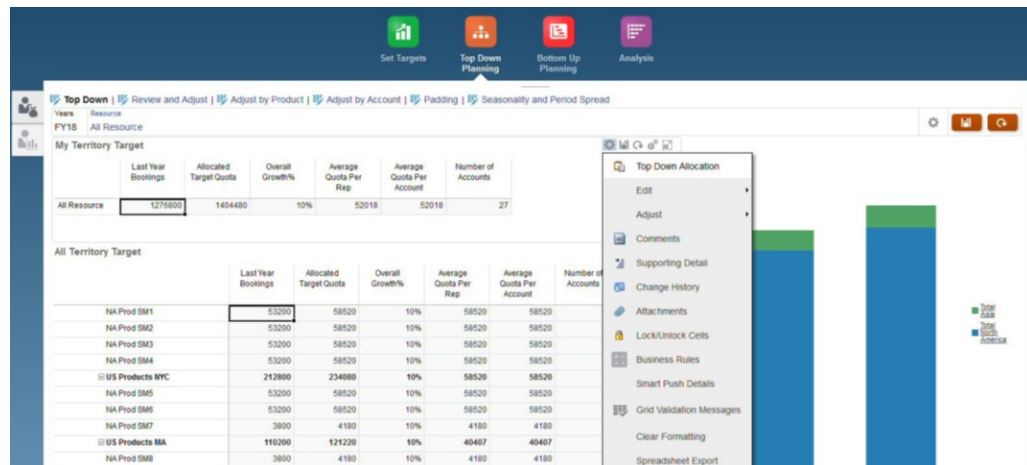 Set Targets
Top Down Planning
Bottom Up Planning
Analysis
Top Down | Review and Adjust | Adjust by Product | Adjust by Account | Padding | Seasonality and Period Spread
Years Resource
FY18 All Resource
My Territory Target
Last Year Bookings Allocated Target Quota Overall Growth% Average Quota Per Rep Average Quota Per Account Number of Accounts
All Resource 1276800 1404480 10% 52018 52018 27
All Territory Target
Last Year Bookings Allocated Target Quota Overall Growth% Average Quota Per Rep Average Quota Per Account Number of Accounts
NA Prod SM1 53200 58520 10% 58520 58520
NA Prod SM2 53200 58520 10% 58520 58520
NA Prod SM3 53200 58520 10% 58520 58520
NA Prod SM4 53200 58520 10% 58520 58520
US Products NYC 212800 234080 10% 58520 58520
NA Prod SM5 53200 58520 10% 58520 58520
NA Prod SM6 53200 58520 10% 58520 58520
NA Prod SM7 3800 4180 10% 4180 4180
US Products MA 110200 121220 10% 40407 40407
NA Prod SM8 3800 4180 10% 4180 4180
Top Down Allocation
Edit
Adjust
Comments
Supporting Detail
Change History
Attachments
Lock/Unlock Cells
Business Rules
Smart Push Details
Grid Validation Messages
Clear Formatting
Spreadsheet Export
Total Asia
Total North America